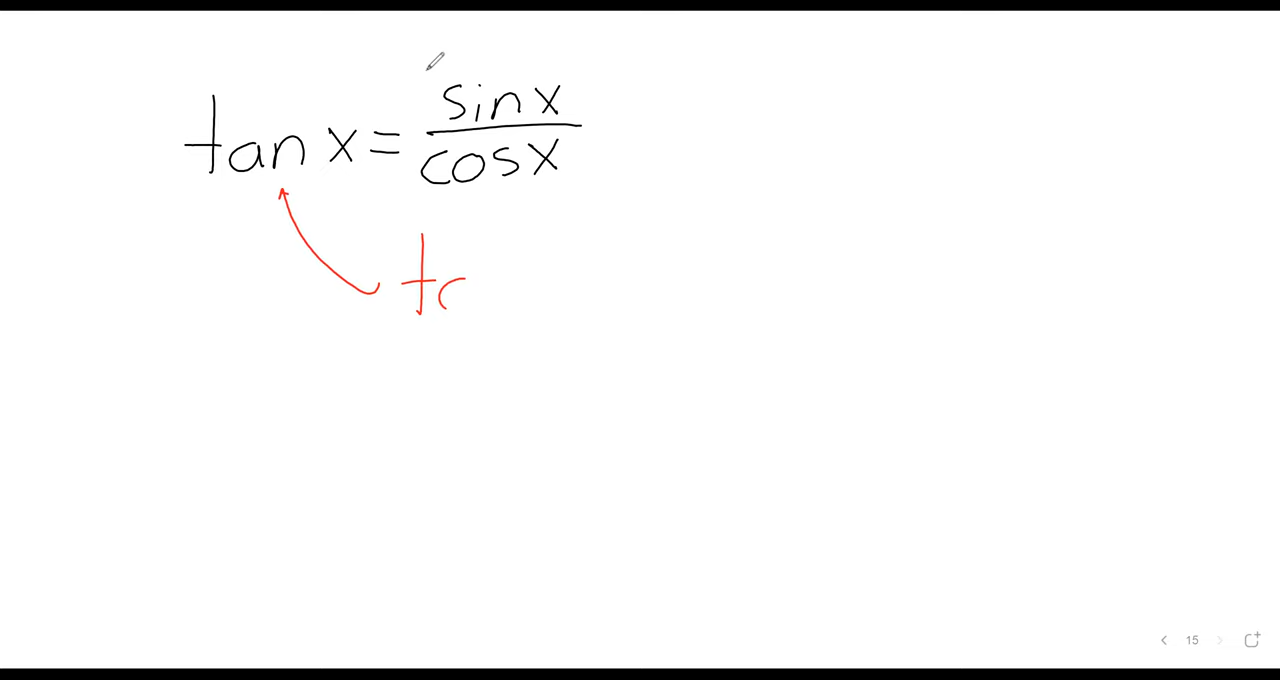 tan x = sin x / cos x
15